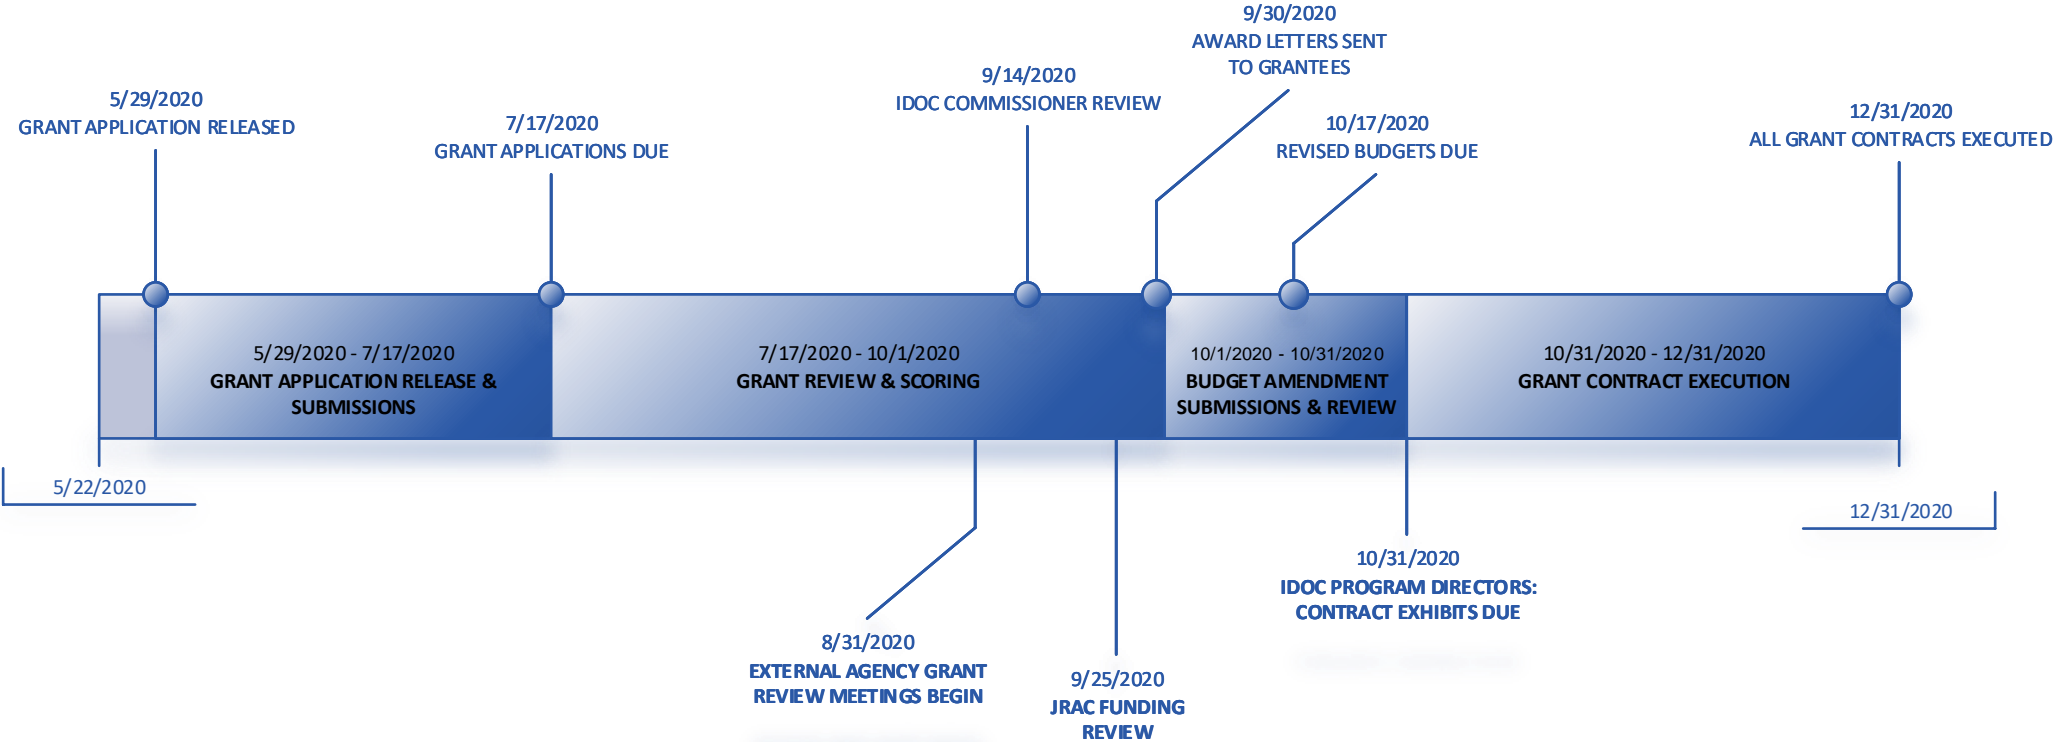 9/30/2020
AWARD LETTERS SENT
TO GRANTEES
9/14/2020
IDOC COMMISSIONER REVIEW
5/29/2020
GRANT APPLICATION RELEASED
7/17/2020
GRANT APPLICATIONS DUE
10/17/2020
REVISED BUDGETS DUE
12/31/2020
ALL GRANT CONTRACTS EXECUTED
5/29/2020 - 7/17/2020
GRANT APPLICATION RELEASE &
SUBMISSIONS
7/17/2020 - 10/1/2020
GRANT REVIEW & SCORING
10/1/2020 - 10/31/2020
BUDGET AMENDMENT
SUBMISSIONS & REVIEW
10/31/2020 - 12/31/2020
GRANT CONTRACT EXECUTION
5/22/2020
12/31/2020
10/31/2020
IDOC PROGRAM DIRECTORS:
CONTRACT EXHIBITS DUE
8/31/2020
EXTERNAL AGENCY GRANT
REVIEW MEETINGS BEGIN
9/25/2020
JRAC FUNDING
REVIEW